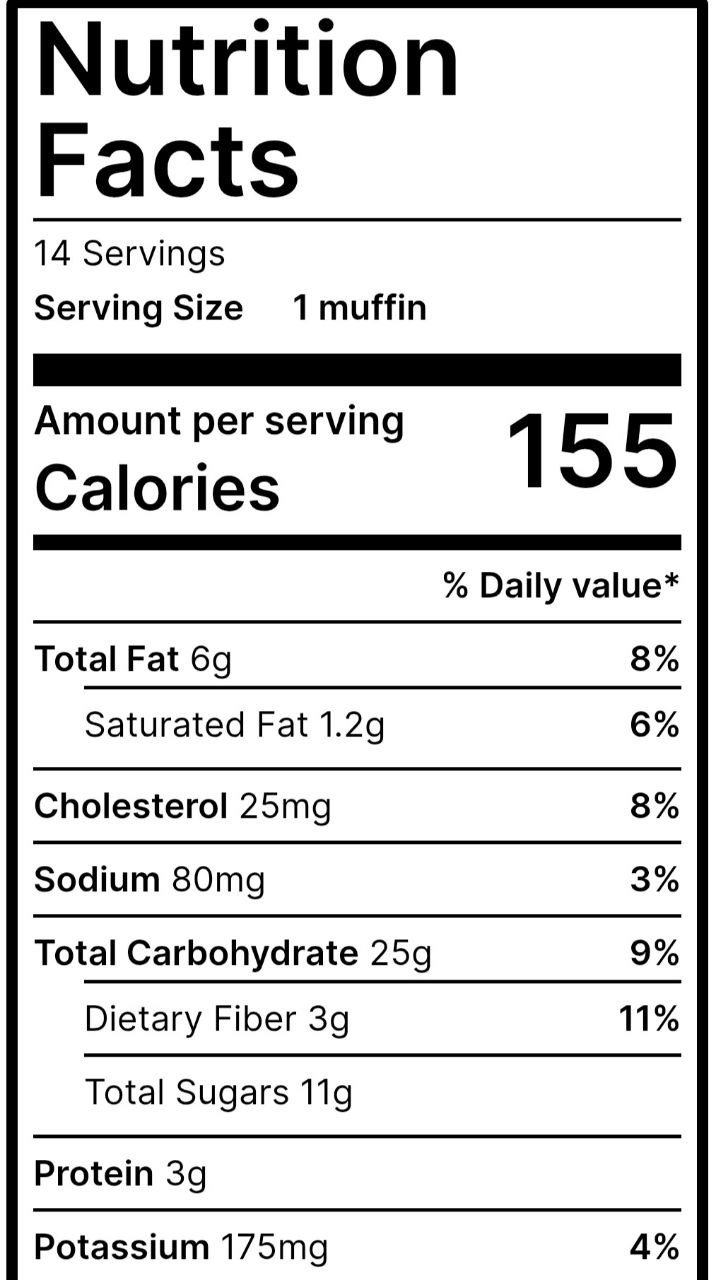 Nutrition
Facts
14 Servings
Serving Size 1 muffin
Amount per serving
Calories 155
% Daily value*
Total Fat 6g 8%
Saturated Fat 1.2g 6%
Cholesterol 25mg 8%
Sodium 80mg 3%
Total Carbohydrate 25g 9%
Dietary Fiber 3g 11%
Total Sugars 11g
Protein 3g
Potassium 175mg 4%